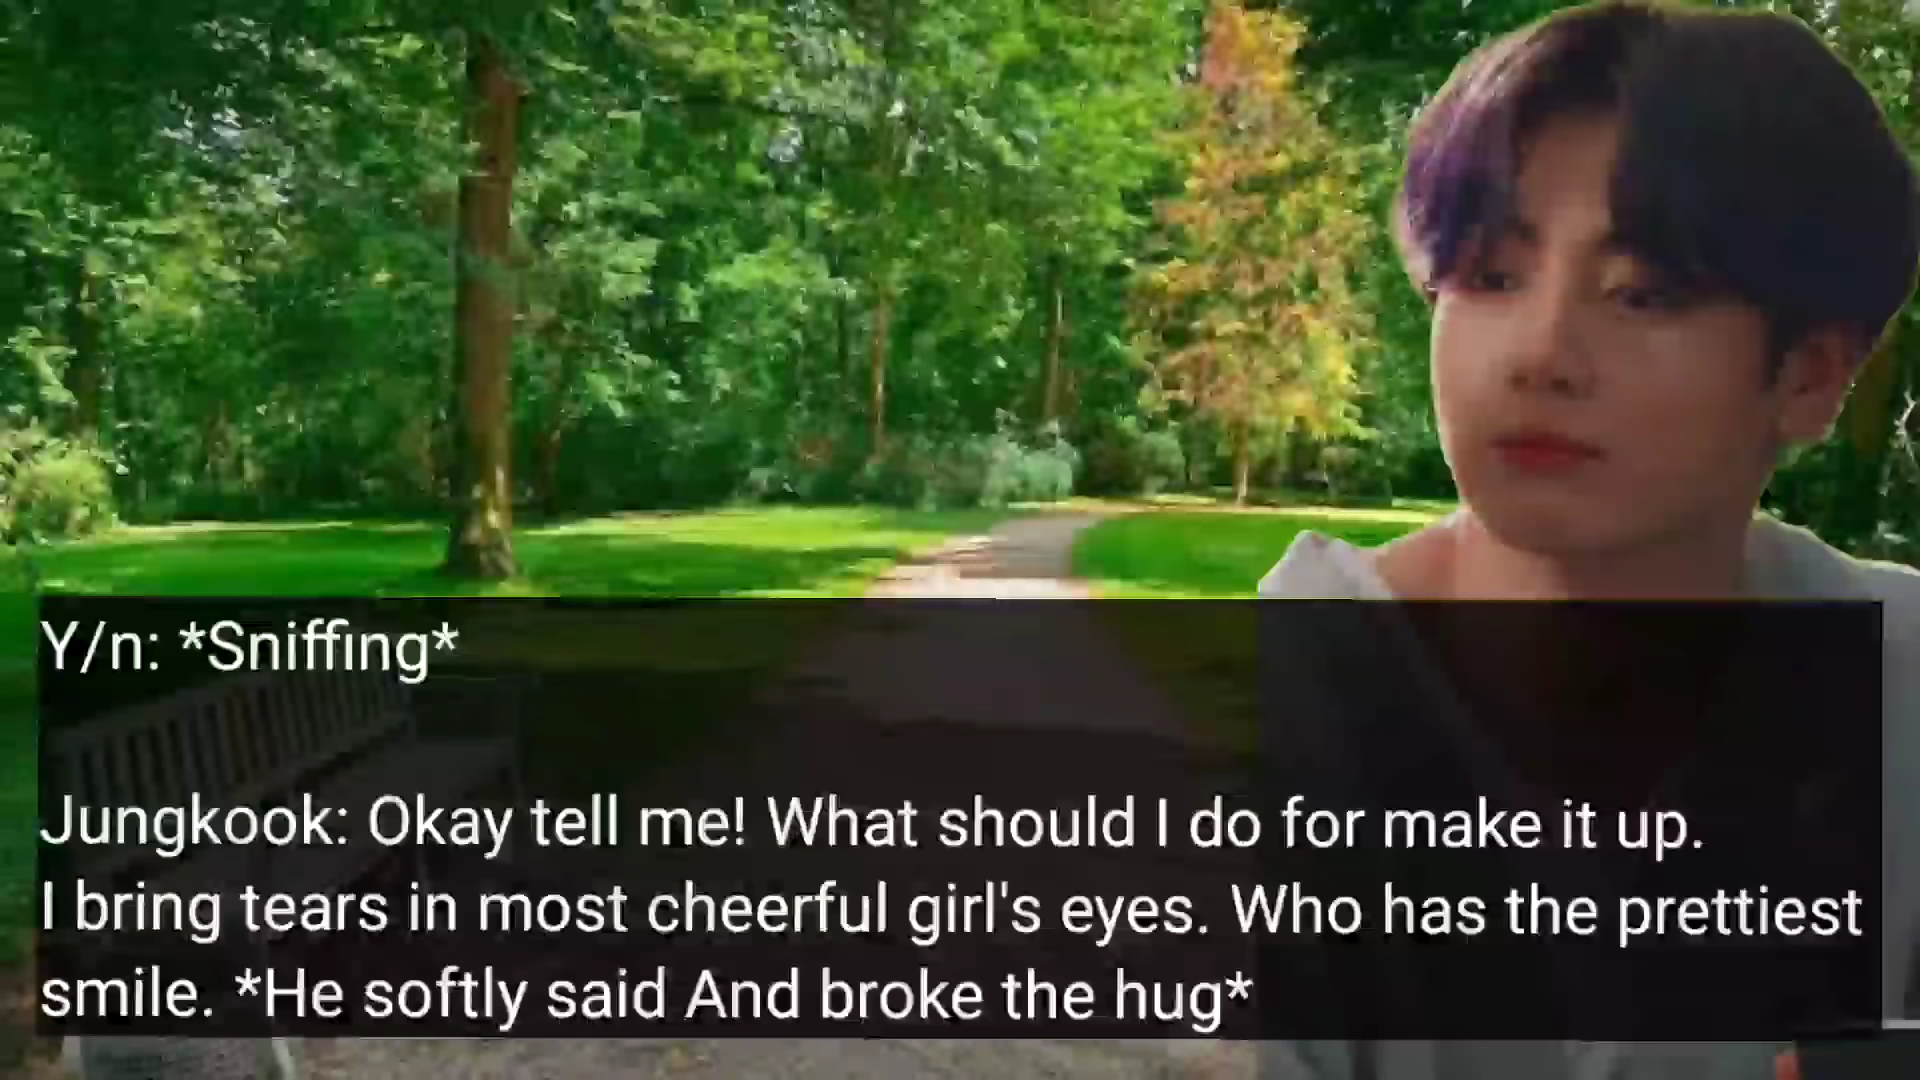 Y/n: *Sniffing*
Jungkook: Okay tell me! What should I do for make it up.
I bring tears in most cheerful girl's eyes. Who has the prettiest
smile. *He softly said And broke the hug*